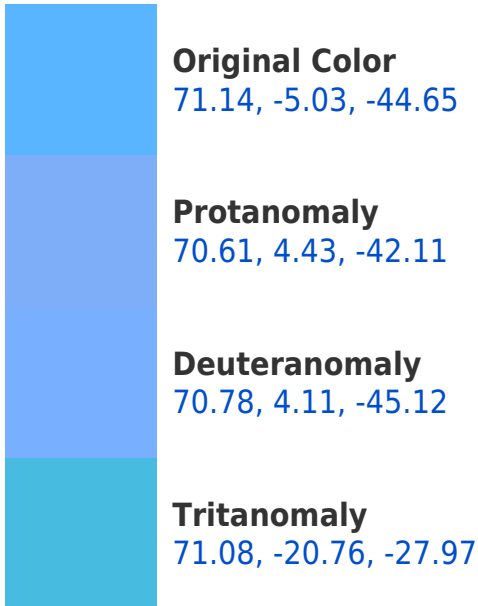 Original Color
71.14, -5.03, -44.65
Protanomaly
70.61, 4.43, -42.11
Deuteranomaly
70.78, 4.11, -45.12
Tritanomaly
71.08, -20.76, -27.97